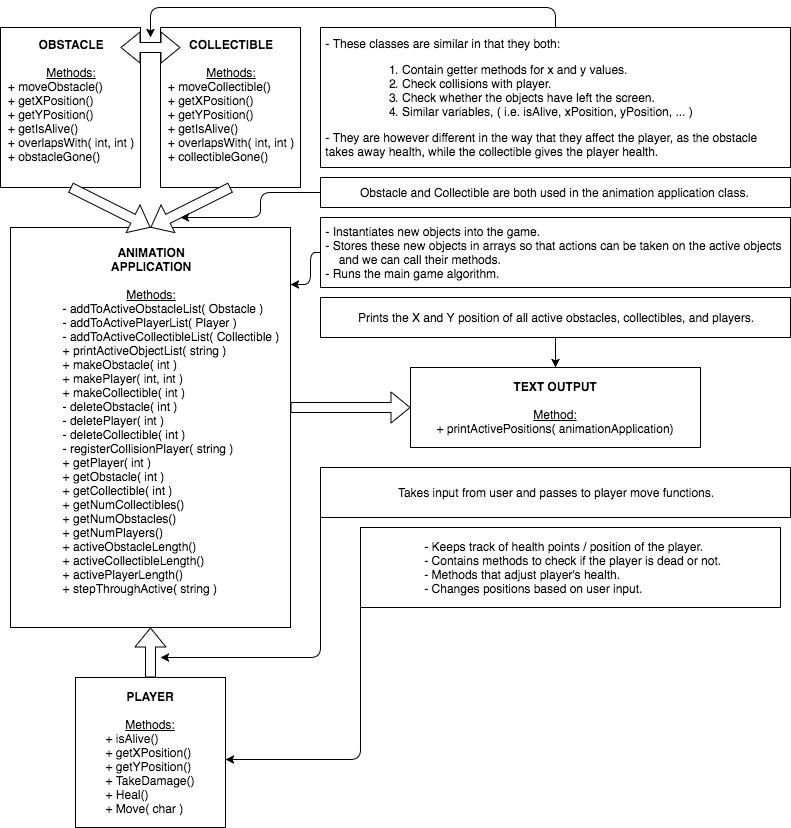 OBSTACLE
Methods:
+ moveObstacle()
+ getXPosition()
+ getYPosition()
+ getIsAlive()
+ overlapsWith( int, int )
+ obstacleGone()
COLLECTIBLE
Methods:
+ moveCollectible()
+ getXPosition()
+ getYPosition()
+ getIsAlive()
+ overlapsWith( int, int )
+ collectibleGone()
- These classes are similar in that they both:
1. Contain getter methods for x and y values.
2. Check collisions with player.
3. Check whether the objects have left the screen.
4. Similar variables, ( i.e. isAlive, xPosition, yPosition, ... )
- They are however different in the way that they affect the player, as the obstacle
takes away health, while the collectible gives the player health.
Obstacle and Collectible are both used in the animation application class.
- Instantiates new objects into the game.
- Stores these new objects in arrays so that actions can be taken on the active objects
and we can call their methods.
- Runs the main game algorithm.
Prints the X and Y position of all active obstacles, collectibles, and players.
ANIMATION
APPLICATION
Methods:
- addToActiveObstacleList( Obstacle )
- addToActivePlayerList( Player )
- addToActiveCollectibleList( Collectible )
+ printActiveObjectList( string )
+ makeObstacle( int )
+ makePlayer( int, int )
+ makeCollectible( int )
- deleteObstacle( int )
- deletePlayer( int )
- deleteCollectible( int )
- registerCollisionPlayer( string )
+ getPlayer( int )
+ getObstacle( int )
+ getCollectible( int )
+ getNumCollectibles()
+ getNumObstacles()
+ getNumPlayers()
+ activeObstacleLength()
+ activeCollectibleLength()
+ activePlayerLength()
+ stepThroughActive( string )
TEXT OUTPUT
Method:
+ printActivePositions( animationApplication)
Takes input from user and passes to player move functions.
- Keeps track of health points / position of the player.
- Contains methods to check if the player is dead or not.
- Methods that adjust player's health.
- Changes positions based on user input.
PLAYER
Methods:
+ isAlive()
+ getXPosition()
+ getYPosition()
+ TakeDamage()
+ Heal()
+ Move( char )